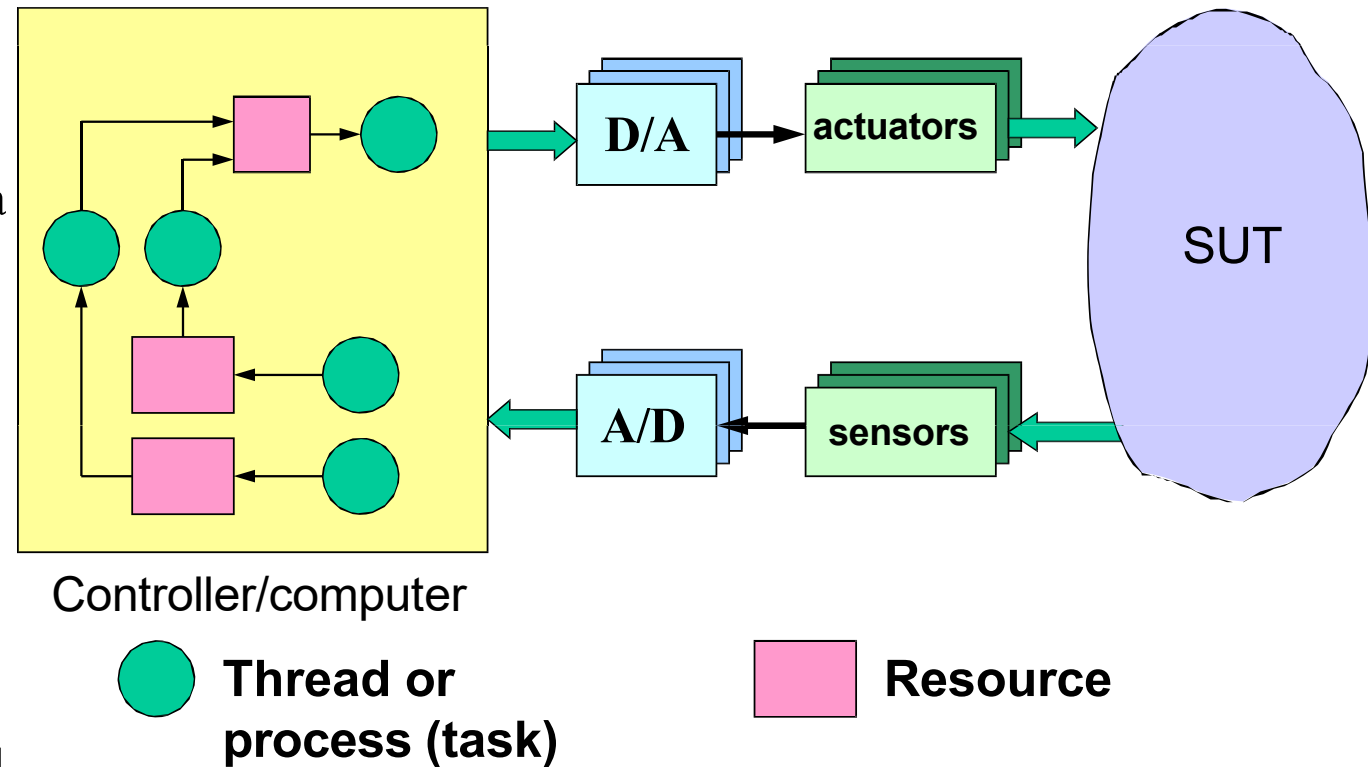 D/A
actuators
a
SUT
A/D
sensors
Controller/computer
Thread or
process (task)
Resource